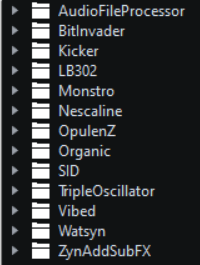 AudioFileProcessor
BitInvader
Kicker
LB302
Monstro
Nescaline
OpulenZ
Organic
SID
TripleOscillator
Vibed
Watsyn
ZynAddSubFX